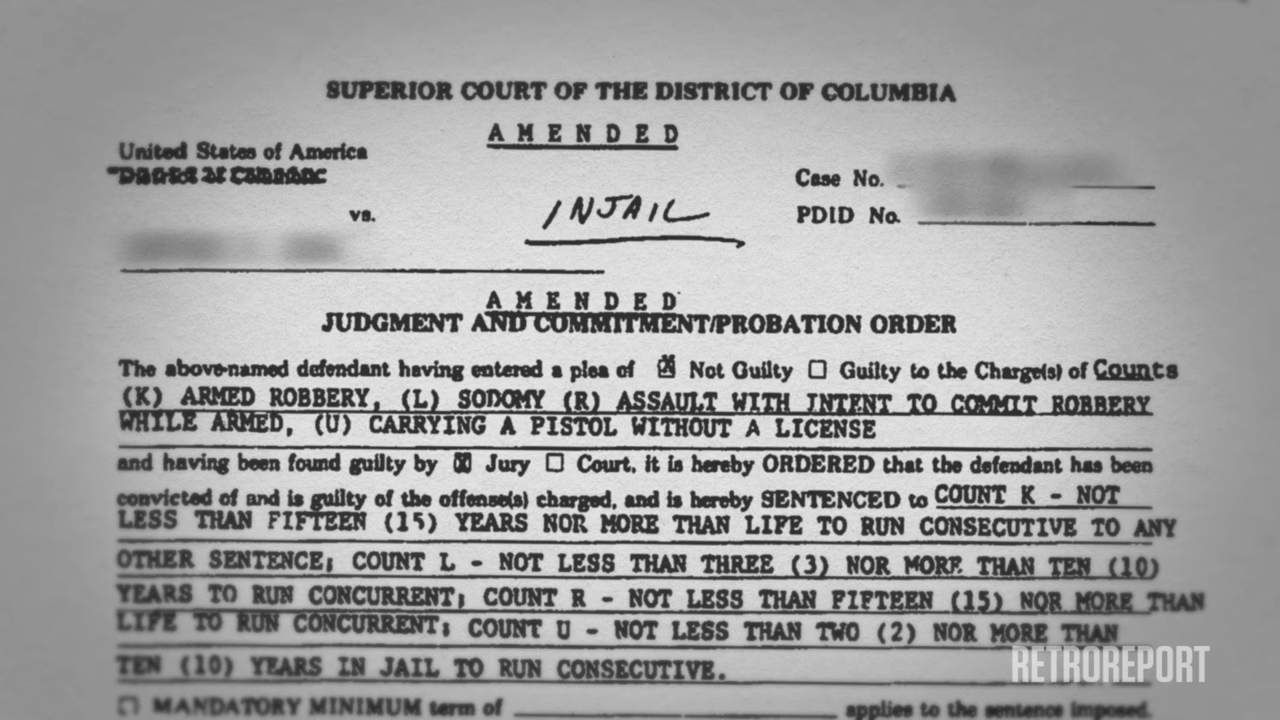 SUPERIOR COURT OF THE DISTRICT OF COLUMBIA
A M E N D E D
United States of America
Case No.
vs.
INJAIL
PDID No.
A M E N D E D
JUDGMENT AND COMMITMENT/PROBATION ORDER
The above-named defendant having entered a plea of ☒ Not Guilty ☐ Guilty to the Charge(s) of Counts
(K) ARMED ROBBERY, (L) SODOMY (R) ASSAULT WITH INTENT TO COMMIT ROBBERY
WHILE ARMED, (U) CARRYING A PISTOL WITHOUT A LICENSE
and having been found guilty by ☒ Jury ☐ Court, it is hereby ORDERED that the defendant has been
convicted of and is guilty of the offense(s) charged, and is hereby SENTENCED to COUNT K - NOT
LESS THAN FIFTEEN (15) YEARS NOR MORE THAN LIFE TO RUN CONSECUTIVE TO ANY
OTHER SENTENCE; COUNT L - NOT LESS THAN THREE (3) NOR MORE THAN TEN (10)
YEARS TO RUN CONCURRENT; COUNT R - NOT LESS THAN FIFTEEN (15) NOR MORE THAN
LIFE TO RUN CONCURRENT; COUNT U - NOT LESS THAN TWO (2) NOR MORE THAN
TEN (10) YEARS IN JAIL TO RUN CONSECUTIVE.
☐ MANDATORY MINIMUM term of applies to the sentence imposed.
RETROREPORT